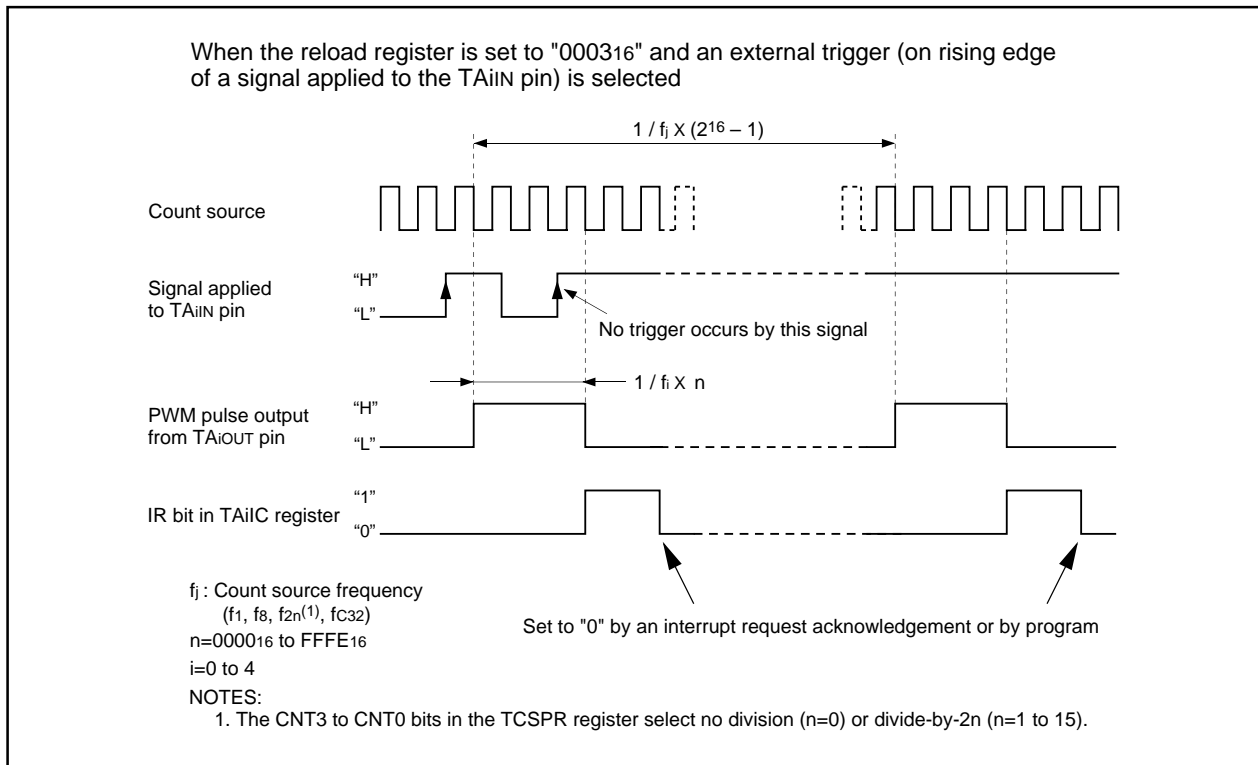 When the reload register is set to "000316" and an external trigger (on rising edge
of a signal applied to the TAiIN pin) is selected
1 / fj X (216 – 1)
Count source
Signal applied
to TAiIN pin
“H”
“L”
No trigger occurs by this signal
1 / fi X n
PWM pulse output
from TAiOUT pin
“H”
“L”
IR bit in TAiIC register
“1”
“0”
fj : Count source frequency
(f1, f8, f2n(1), fC32)
n=000016 to FFFE16
i=0 to 4
Set to "0" by an interrupt request acknowledgement or by program
NOTES:
1. The CNT3 to CNT0 bits in the TCSPR register select no division (n=0) or divide-by-2n (n=1 to 15).